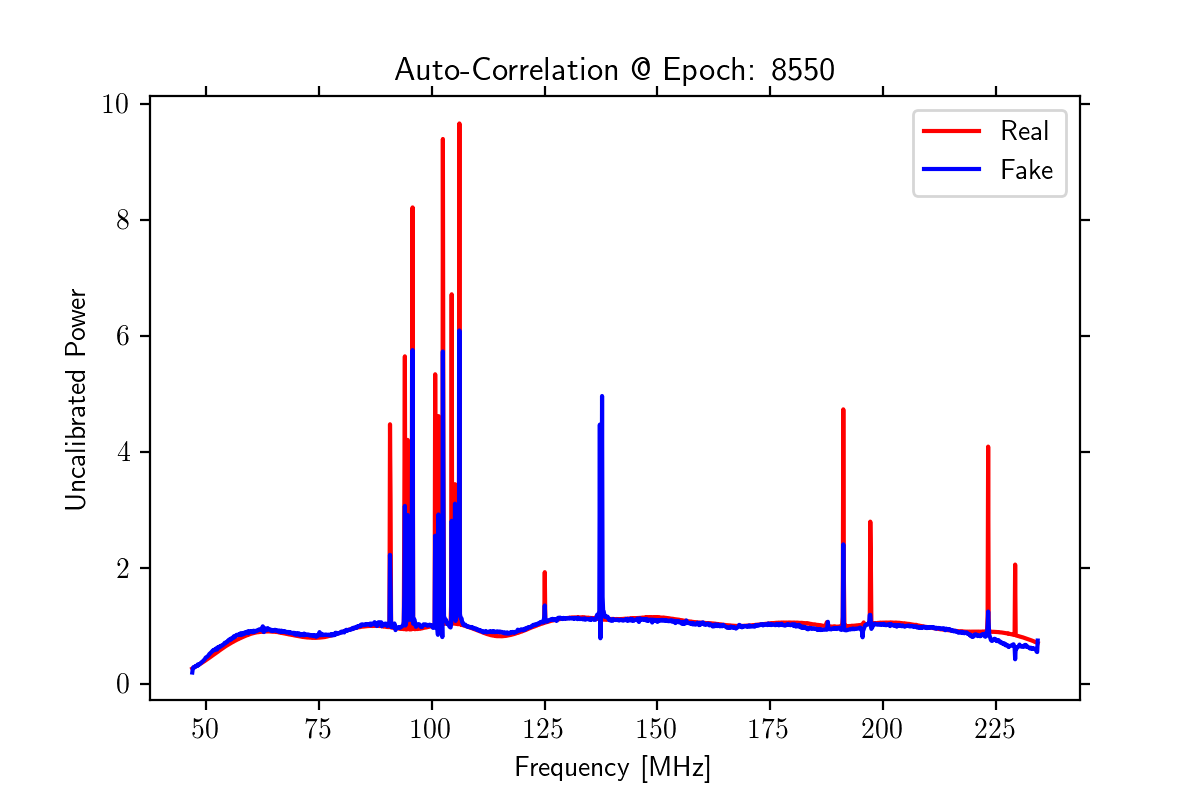 Auto-Correlation @ Epoch: 8550
Real
Fake
Uncalibrated Power
10
8
6
4
2
0
50 75 100 125 150 175 200 225
Frequency [MHz]